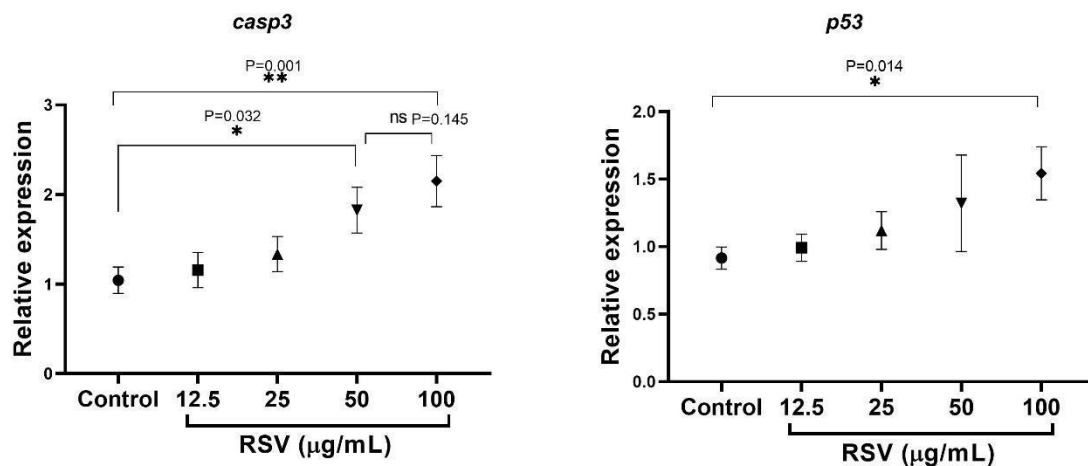 casp3
P=0.001
**
P=0.032
*
ns P=0.145
Relative expression
3
2
1
0
Control 12.5 25 50 100
RSV (μg/mL)
p53
P=0.014
*
Relative expression
2.0
1.5
1.0
0.5
0.0
Control 12.5 25 50 100
RSV (μg/mL)